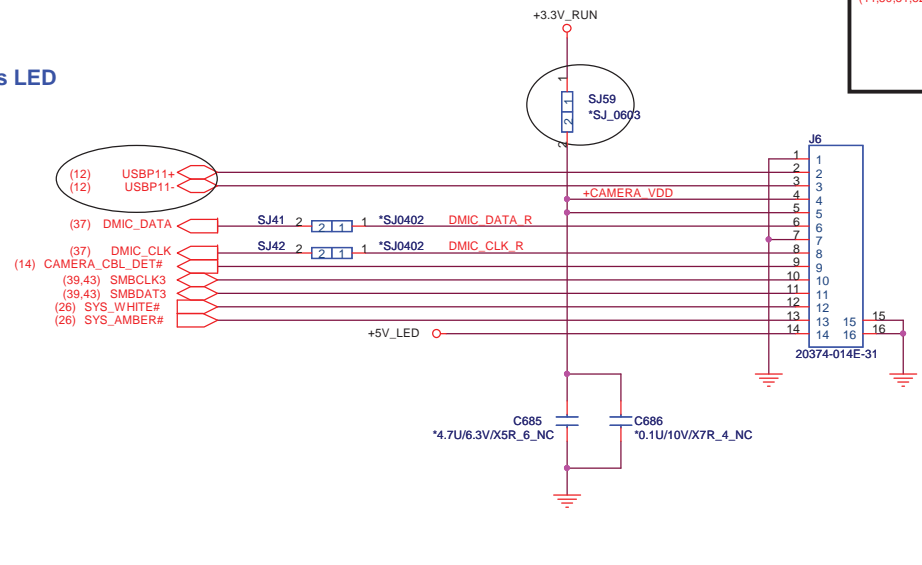 +3.3V_RUN
s LED
1
1
2
2
SJ59
*SJ_0603
J6
(12) USBP11+
(12) USBP11-
+CAMERA_VDD
(37) DMIC_DATA
SJ41 2 2 1 1 *SJ0402 DMIC_DATA_R
(37) DMIC_CLK
SJ42 2 2 1 1 *SJ0402 DMIC_CLK_R
(14) CAMERA_CBL_DET#
(39,43) SMBCLK3
(39,43) SMBDAT3
(26) SYS_WHITE#
(26) SYS_AMBER#
+5V_LED
1 1
2 2
3 3
4 4
5 5
6 6
7 7
8 8
9 9
10 10
11 11
12 12
13 13 15 15
14 14 16 16
20374-014E-31
C685
*4.7U/6.3V/X5R_6_NC
C686
*0.1U/10V/X7R_4_NC